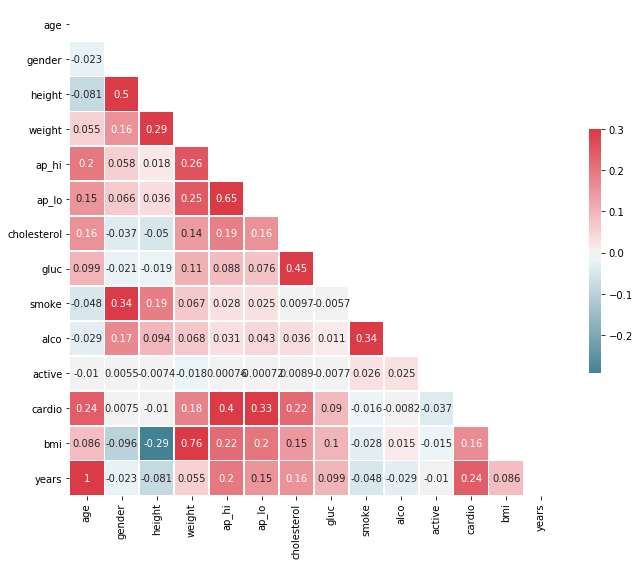 age
gender -0.023
height -0.081 0.5
weight 0.055 0.16 0.29
ap_hi 0.2 0.058 0.018 0.26
ap_lo 0.15 0.066 0.036 0.25 0.65
cholesterol 0.16 -0.037 -0.05 0.14 0.19 0.16
gluc 0.099 -0.021 -0.019 0.11 0.088 0.076 0.45
smoke -0.048 0.34 0.19 0.067 0.028 0.025 0.0097 -0.0057
alco -0.029 0.17 0.094 0.068 0.031 0.043 0.036 0.011 0.34
active -0.01 0.0055 -0.0074 -0.018 0.00076 -0.00072 0.0089 -0.0077 0.026 0.025
cardio 0.24 0.0075 -0.01 0.18 0.4 0.33 0.22 0.09 -0.016 -0.0082 -0.037
bmi 0.086 -0.096 -0.29 0.76 0.22 0.2 0.15 0.1 -0.028 0.015 -0.015 0.16
years 1 -0.023 -0.081 0.055 0.2 0.15 0.16 0.099 -0.048 -0.029 -0.01 0.24 0.086
age gender height weight ap_hi ap_lo cholesterol gluc smoke alco active cardio bmi years
0.3
0.2
0.1
0.0
−0.1
−0.2